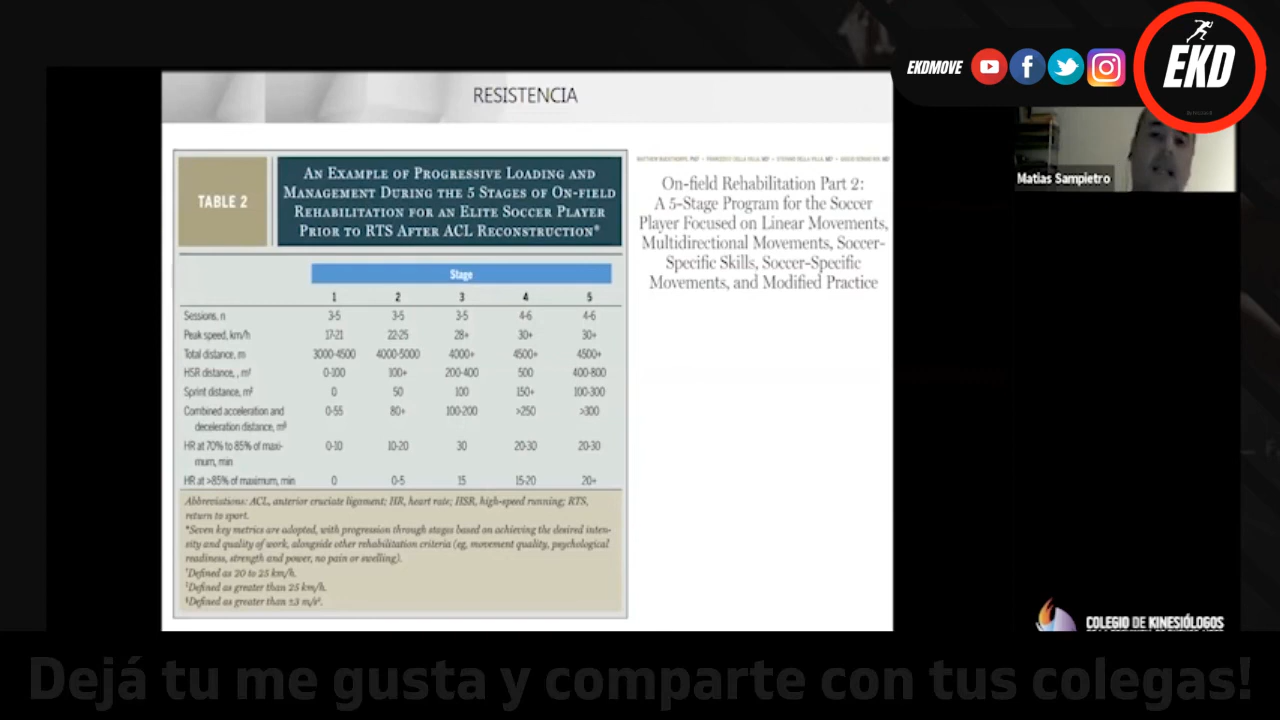 RESISTENCIA
EKDMOVE
EKD
Matias Sampietro
TABLE 2
AN EXAMPLE OF PROGRESSIVE LOADING AND
MANAGEMENT DURING THE 5 STAGES OF ON-FIELD
REHABILITATION FOR AN ELITE SOCCER PLAYER
PRIOR TO RTS AFTER ACL RECONSTRUCTION*
Stage
1 2 3 4 5
Sessions, n 3-5 3-5 3-5 4-6 4-6
Peak speed, km/h 17-21 22-25 28+ 30+ 30+
Total distance, m 3000-4500 4000-5000 4000+ 4500+ 4500+
HSR distance, , m† 0-100 100+ 200-400 500 400-800
Sprint distance, m‡ 0 50 100 150+ 100-300
Combined acceleration and
deceleration distance, m§ 0-55 80+ 100-200 >250 >300
HR at 70% to 85% of maxi-
mum, min 0-10 10-20 30 20-30 20-30
HR at >85% of maximum, min 0 0-5 15 15-20 20+
Abbreviations: ACL, anterior cruciate ligament; HR, heart rate; HSR, high-speed running; RTS,
return to sport.
*Seven key metrics are adopted, with progression through stages based on achieving the desired inten-
sity and quality of work, alongside other rehabilitation criteria (eg, movement quality, psychological
readiness, strength and power, no pain or swelling).
†Defined as 20 to 25 km/h.
‡Defined as greater than 25 km/h.
§Defined as greater than ±3 m/s².
On-field Rehabilitation Part 2:
A 5-Stage Program for the Soccer
Player Focused on Linear Movements,
Multidirectional Movements, Soccer-
Specific Skills, Soccer-Specific
Movements, and Modified Practice
COLEGIO DE KINESIÓLOGOS
Dejá tu me gusta y comparte con tus colegas!